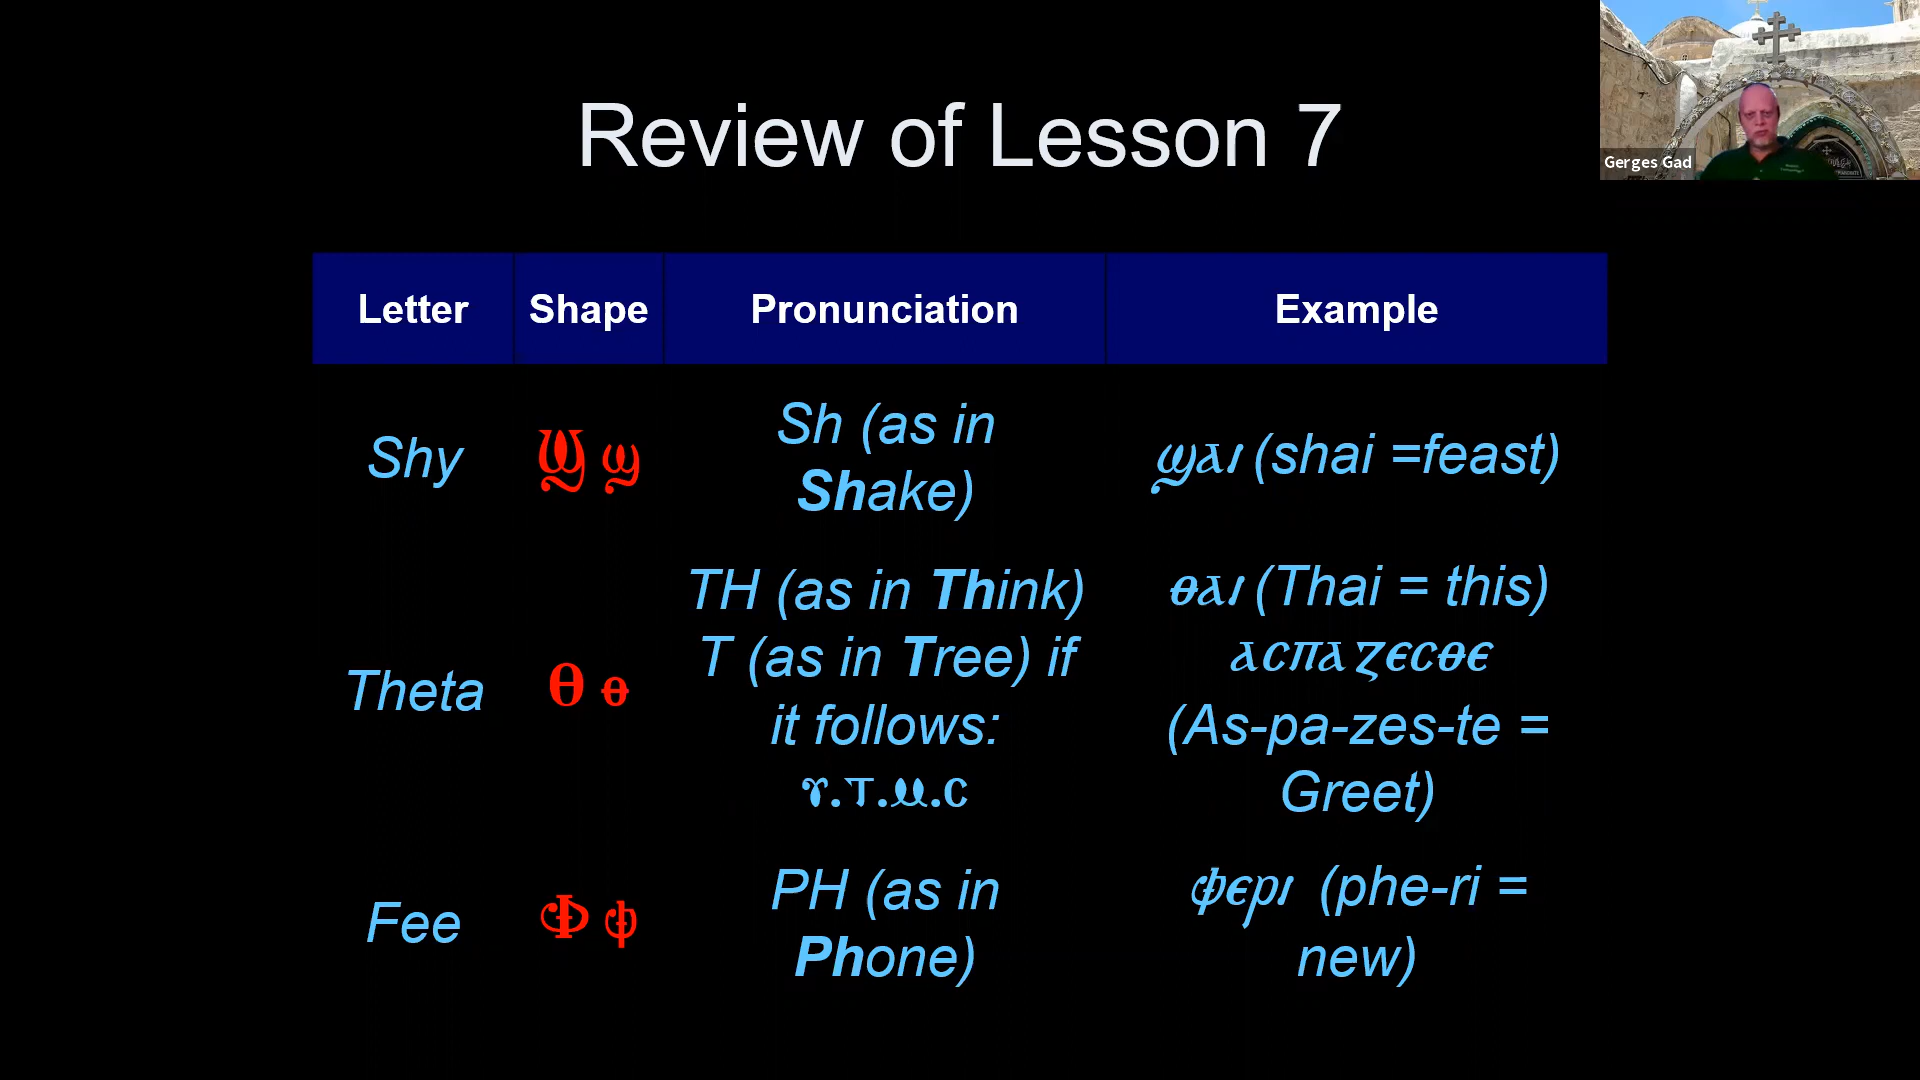 Review of Lesson 7
Gerges Gad
Letter Shape Pronunciation Example
Shy Ϣ ϣ Sh (as in Shake) ϣⲁⲓ (shai =feast)
Theta Ⲑ ⲑ TH (as in Think) T (as in Tree) if it follows: ⲩ.ⲧ.ⲙ.ⲥ ⲑⲁⲓ (Thai = this) ⲁⲥⲡⲁⲍⲉⲥⲑⲉ (As-pa-zes-te = Greet)
Fee Ⲫ ⲫ PH (as in Phone) ⲫⲉⲣⲓ (phe-ri = new)